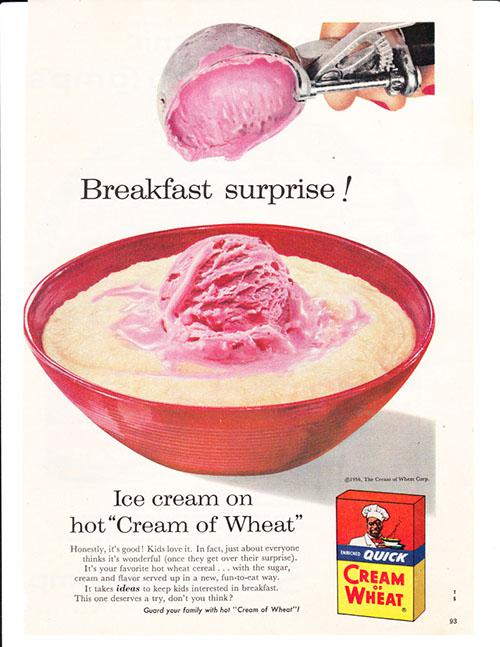 Breakfast surprise!
©1956, The Cream of Wheat Corp.
Ice cream on
hot "Cream of Wheat"
Honestly, it's good! Kids love it. In fact, just about everyone
thinks it's wonderful (once they get over their surprise).
It's your favorite hot wheat cereal . . . with the sugar,
cream and flavor served up in a new, fun-to-eat way.
It takes ideas to keep kids interested in breakfast.
This one deserves a try, don't you think?
Guard your family with hot "Cream of Wheat"!
ENRICHED QUICK
CREAM
OF
WHEAT
®
T
S
93